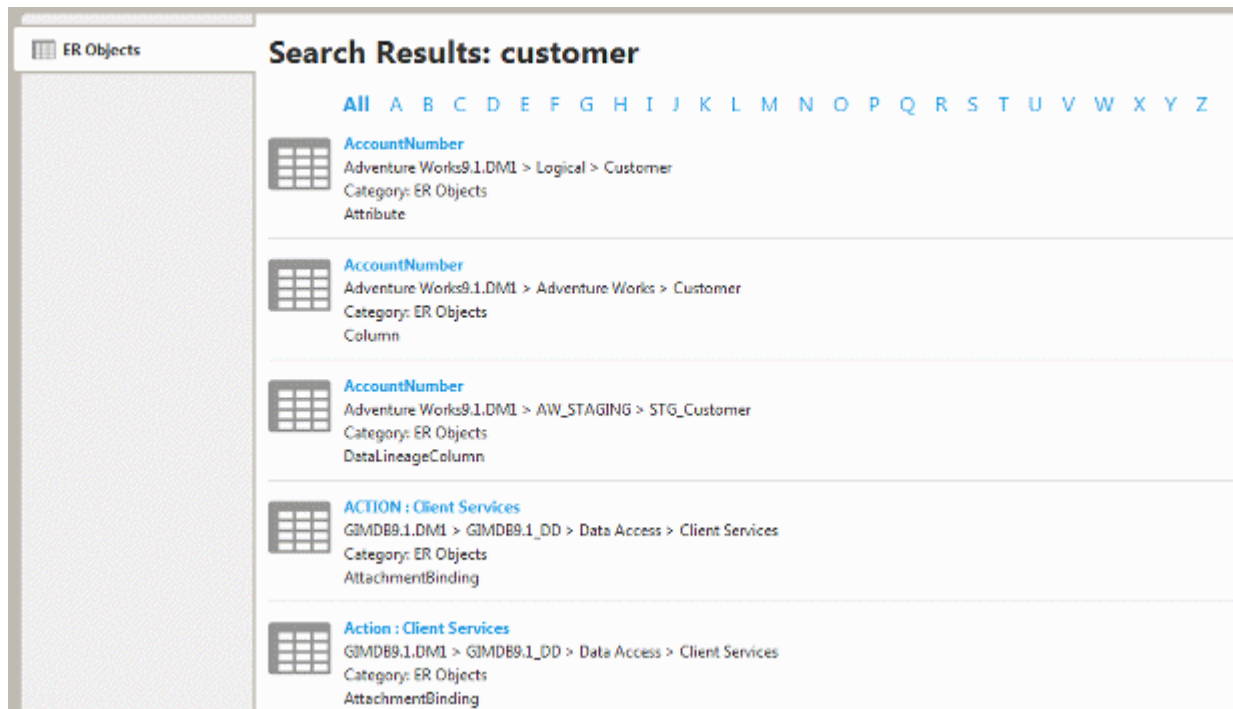 ER Objects
Search Results: customer
All A B C D E F G H I J K L M N O P Q R S T U V W X Y Z
AccountNumber
Adventure Works9.1.DM1 > Logical > Customer
Category: ER Objects
Attribute
AccountNumber
Adventure Works9.1.DM1 > Adventure Works > Customer
Category: ER Objects
Column
AccountNumber
Adventure Works9.1.DM1 > AW_STAGING > STG_Customer
Category: ER Objects
DataLineageColumn
ACTION : Client Services
GIMDB9.1.DM1 > GIMDB9.1_DD > Data Access > Client Services
Category: ER Objects
AttachmentBinding
Action : Client Services
GIMDB9.1.DM1 > GIMDB9.1_DD > Data Access > Client Services
Category: ER Objects
AttachmentBinding